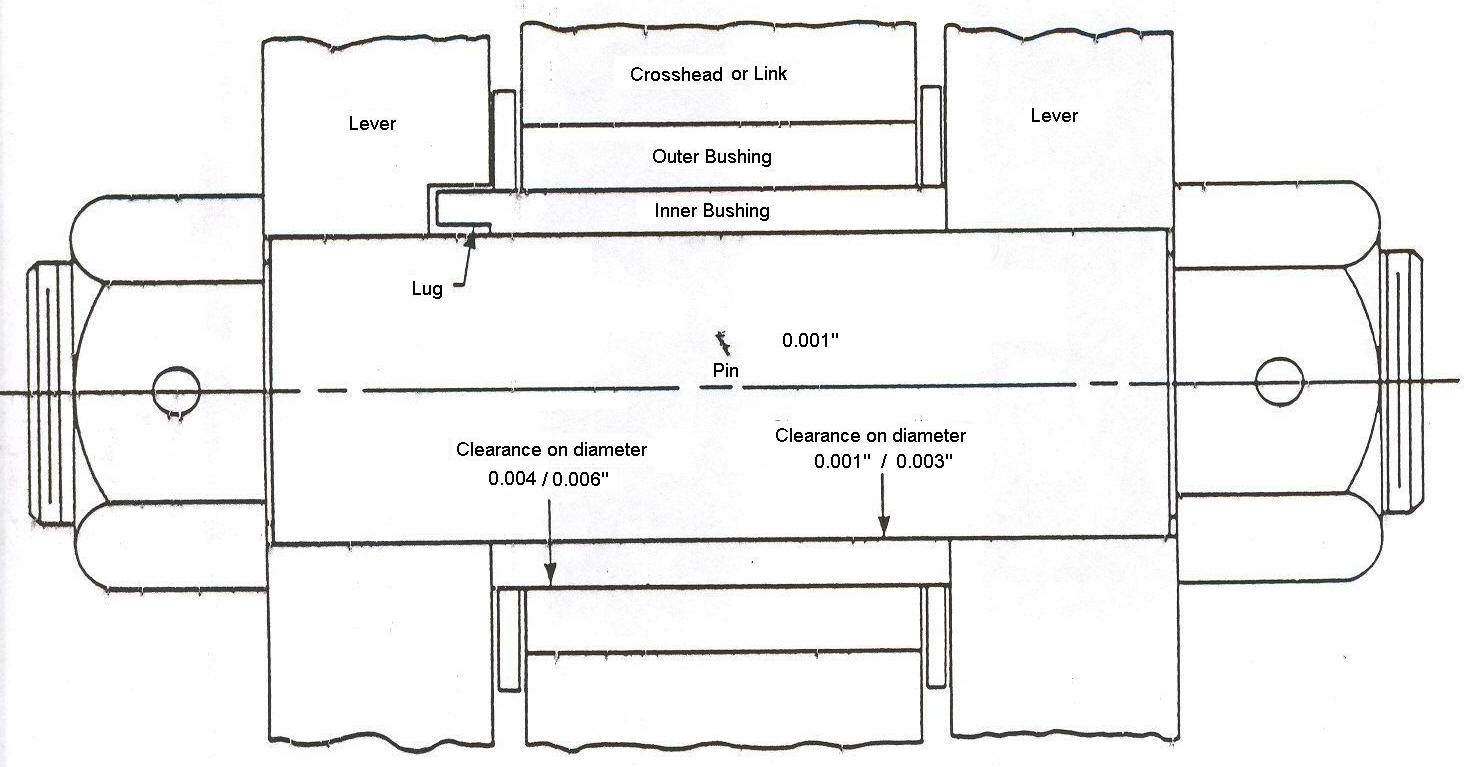 Crosshead or Link
Lever
Lever
Outer Bushing
Inner Bushing
Lug
0.001"
Pin
Clearance on diameter
0.004 / 0.006"
Clearance on diameter
0.001" / 0.003"